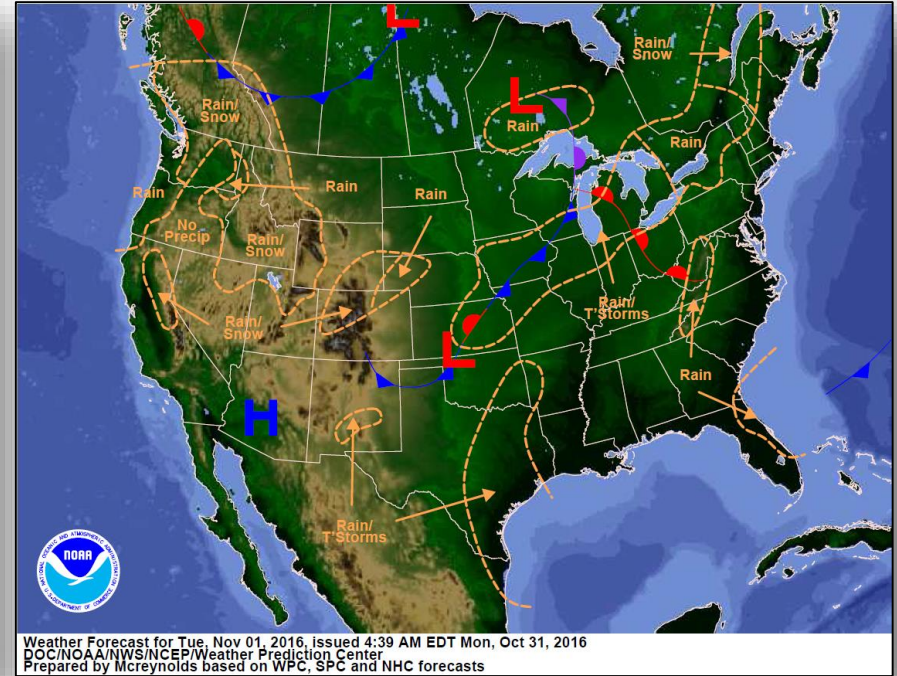 L
L
Rain/
Snow
Rain/
Snow
Rain
Rain
Rain
Rain
Rain
No
Precip
Rain/
Snow
Rain/
Snow
Rain/
T'Storms
L
Rain
H
Rain/
T'Storms
NOAA
NATIONAL OCEANIC AND ATMOSPHERIC ADMINISTRATION
U.S. DEPARTMENT OF COMMERCE
Weather Forecast for Tue, Nov 01, 2016, issued 4:39 AM EDT Mon, Oct 31, 2016
DOC/NOAA/NWS/NCEP/Weather Prediction Center
Prepared by Mcreynolds based on WPC, SPC and NHC forecasts